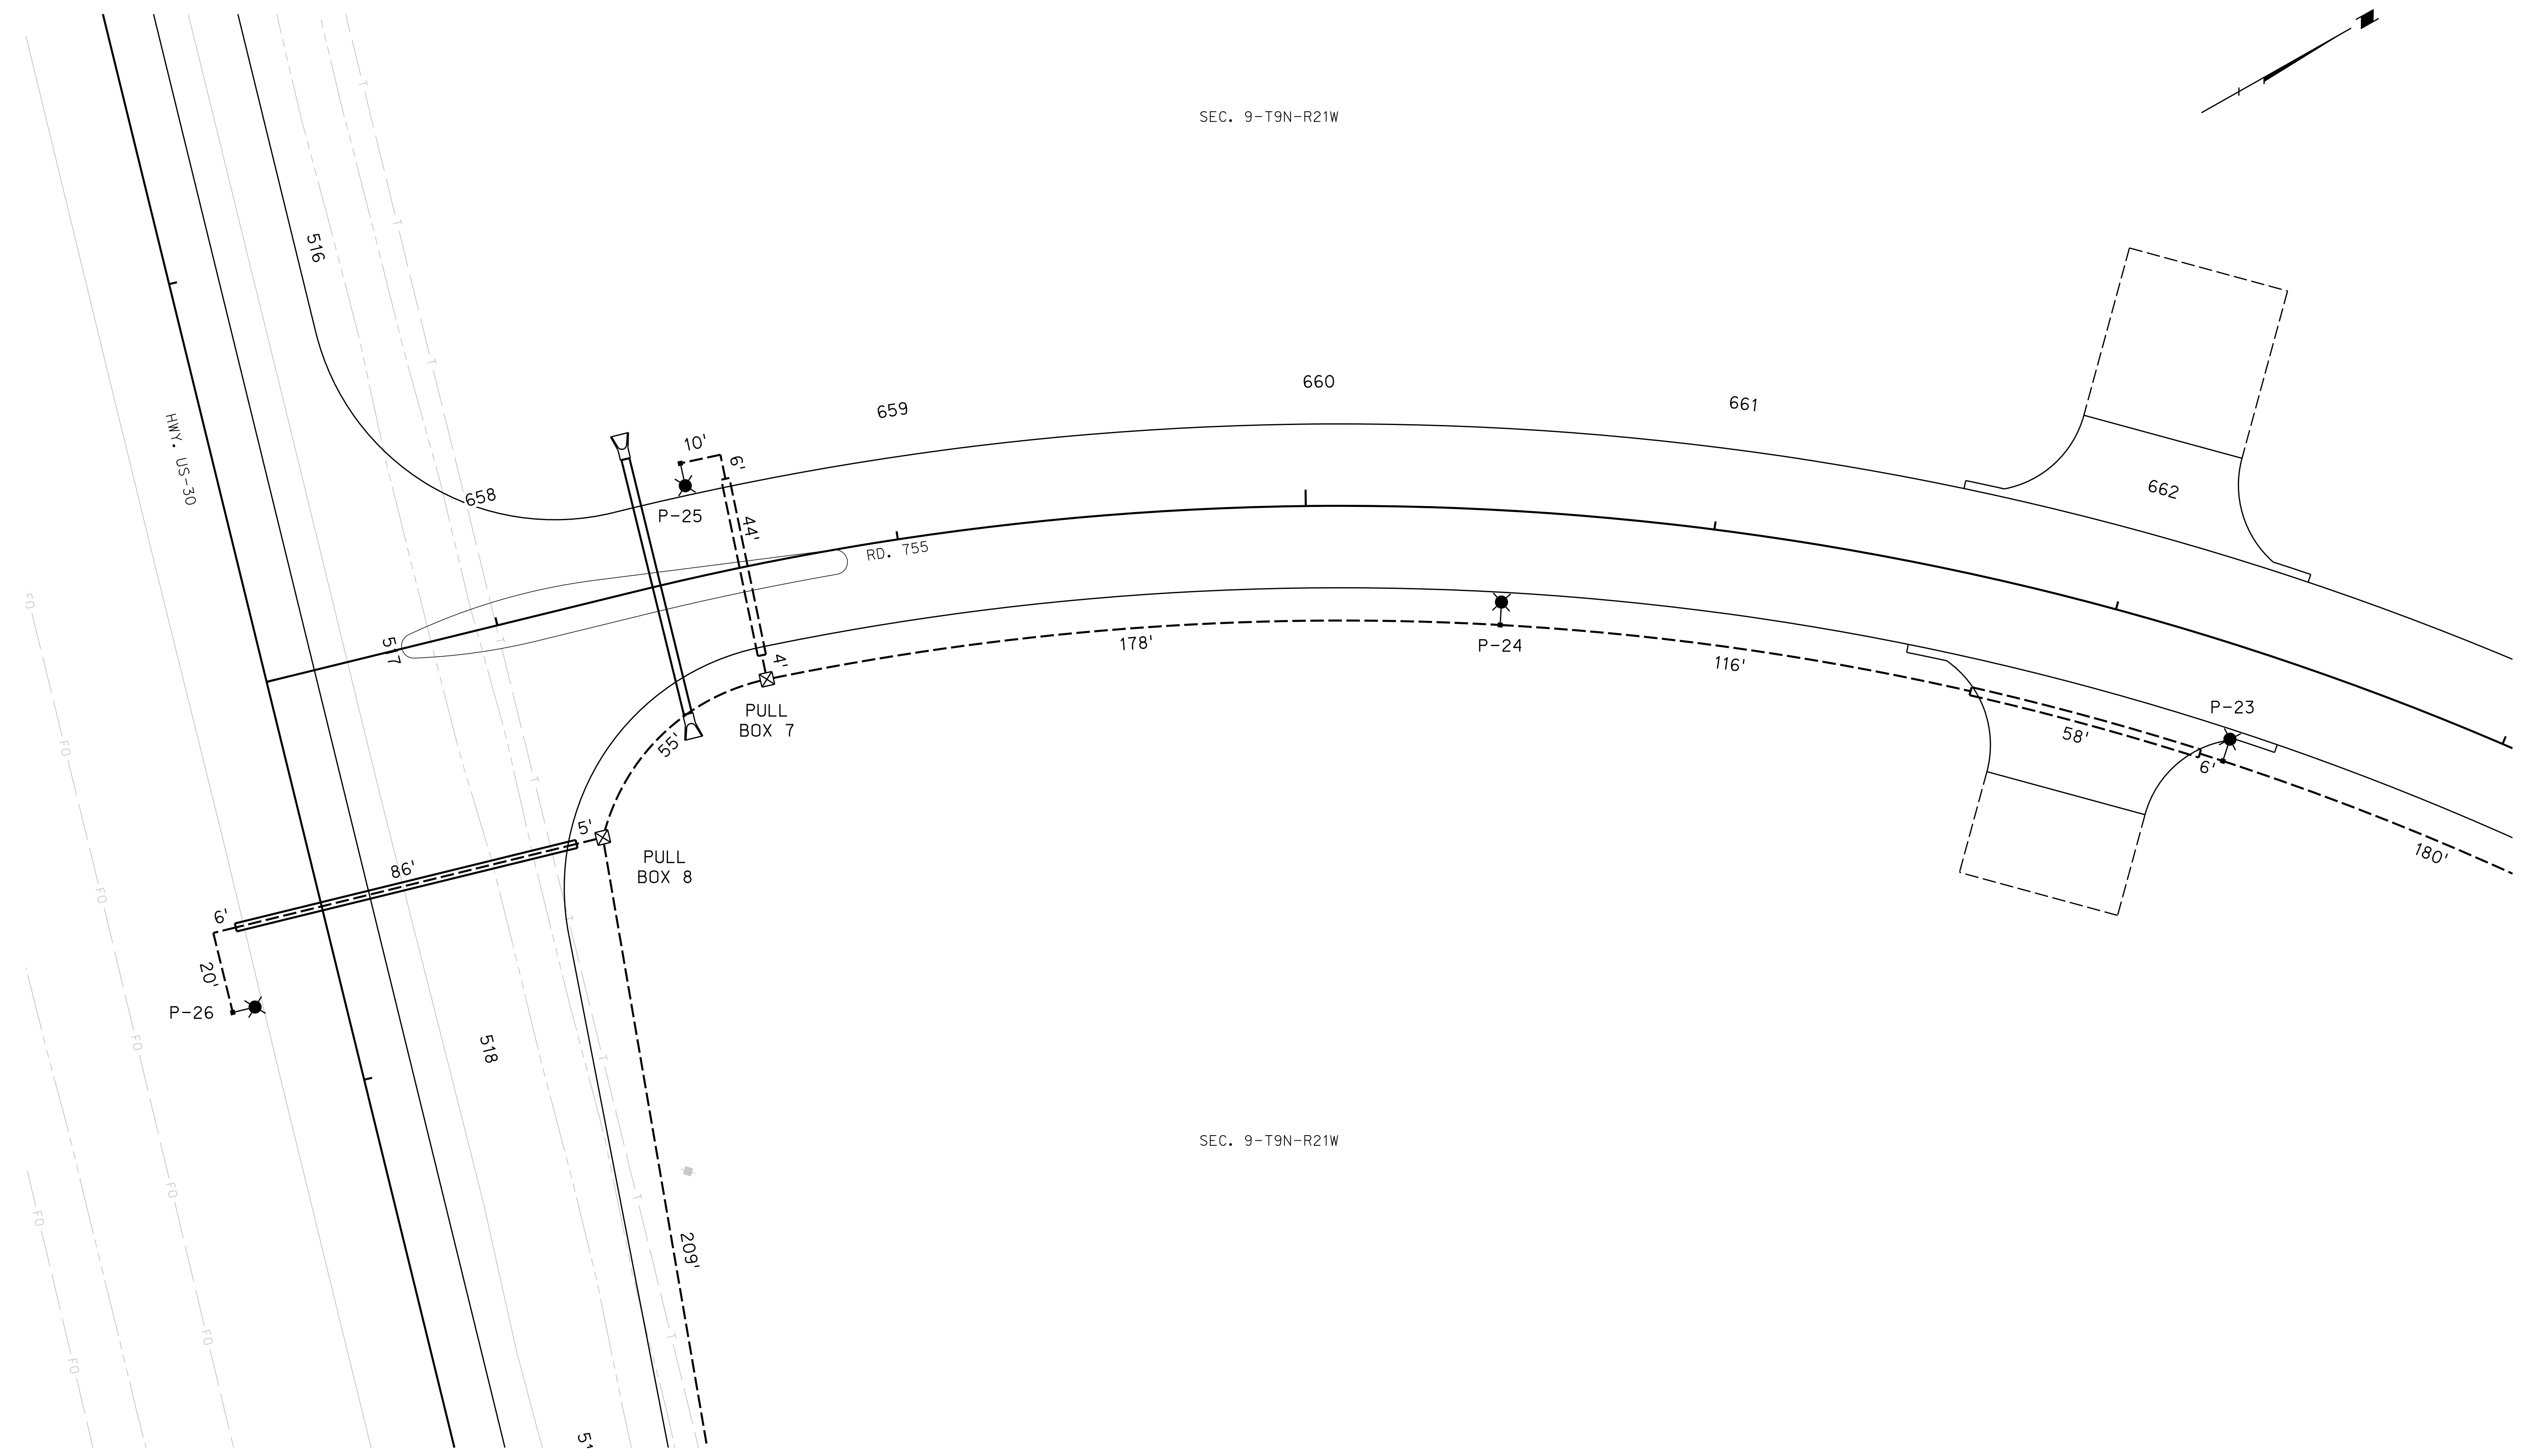 SEC. 9-T9N-R21W
T
T
T
T
T
T
T
T
T
T
516
HWY. US-30
658
659
660
661
662
10'
6'
P-25
44'
RD. 755
517
4'
178'
P-24
116'
P-23
58'
6'
180'
PULL
BOX 7
55'
5'
PULL
BOX 8
86'
6'
20'
P-26
518
209'
SEC. 9-T9N-R21W
FO
FO
FO
FO
FO
FO
FO
FO